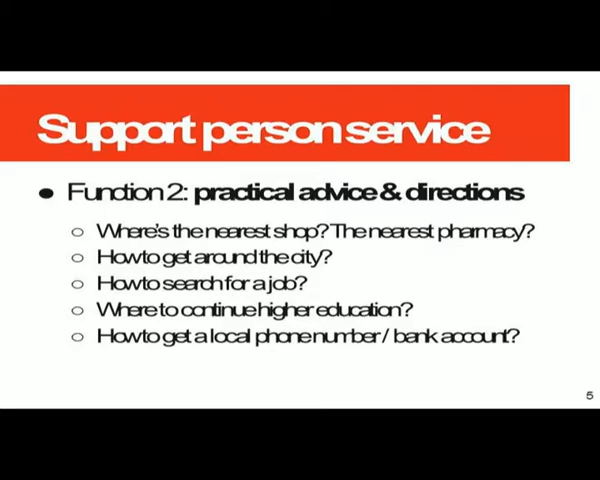 Support person service
● Function 2: practical advice & directions
○ Where's the nearest shop? The nearest pharmacy?
○ How to get around the city?
○ How to search for a job?
○ Where to continue higher education?
○ How to get a local phone number / bank account?
5